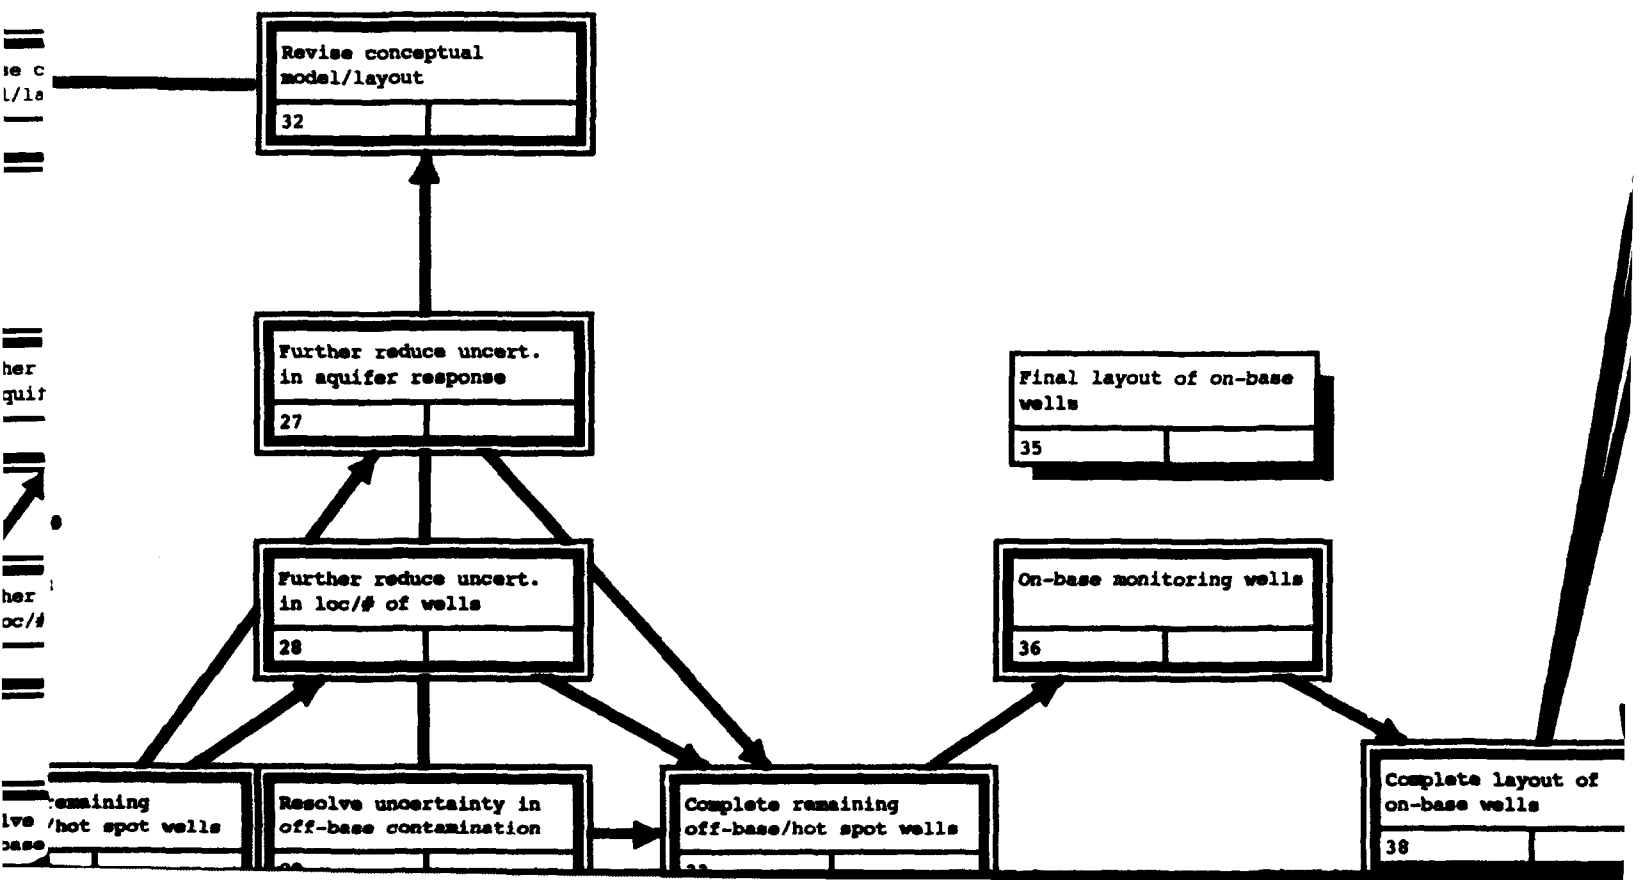 Revise conceptual
model/layout
32
Further reduce uncert.
in aquifer response
27
Final layout of on-base
wells
35
Further reduce uncert.
in loc/# of wells
28
On-base monitoring wells
36
remaining
/hot spot wells
Resolve uncertainty in
off-base contamination
Complete remaining
off-base/hot spot wells
Complete layout of
on-base wells
38